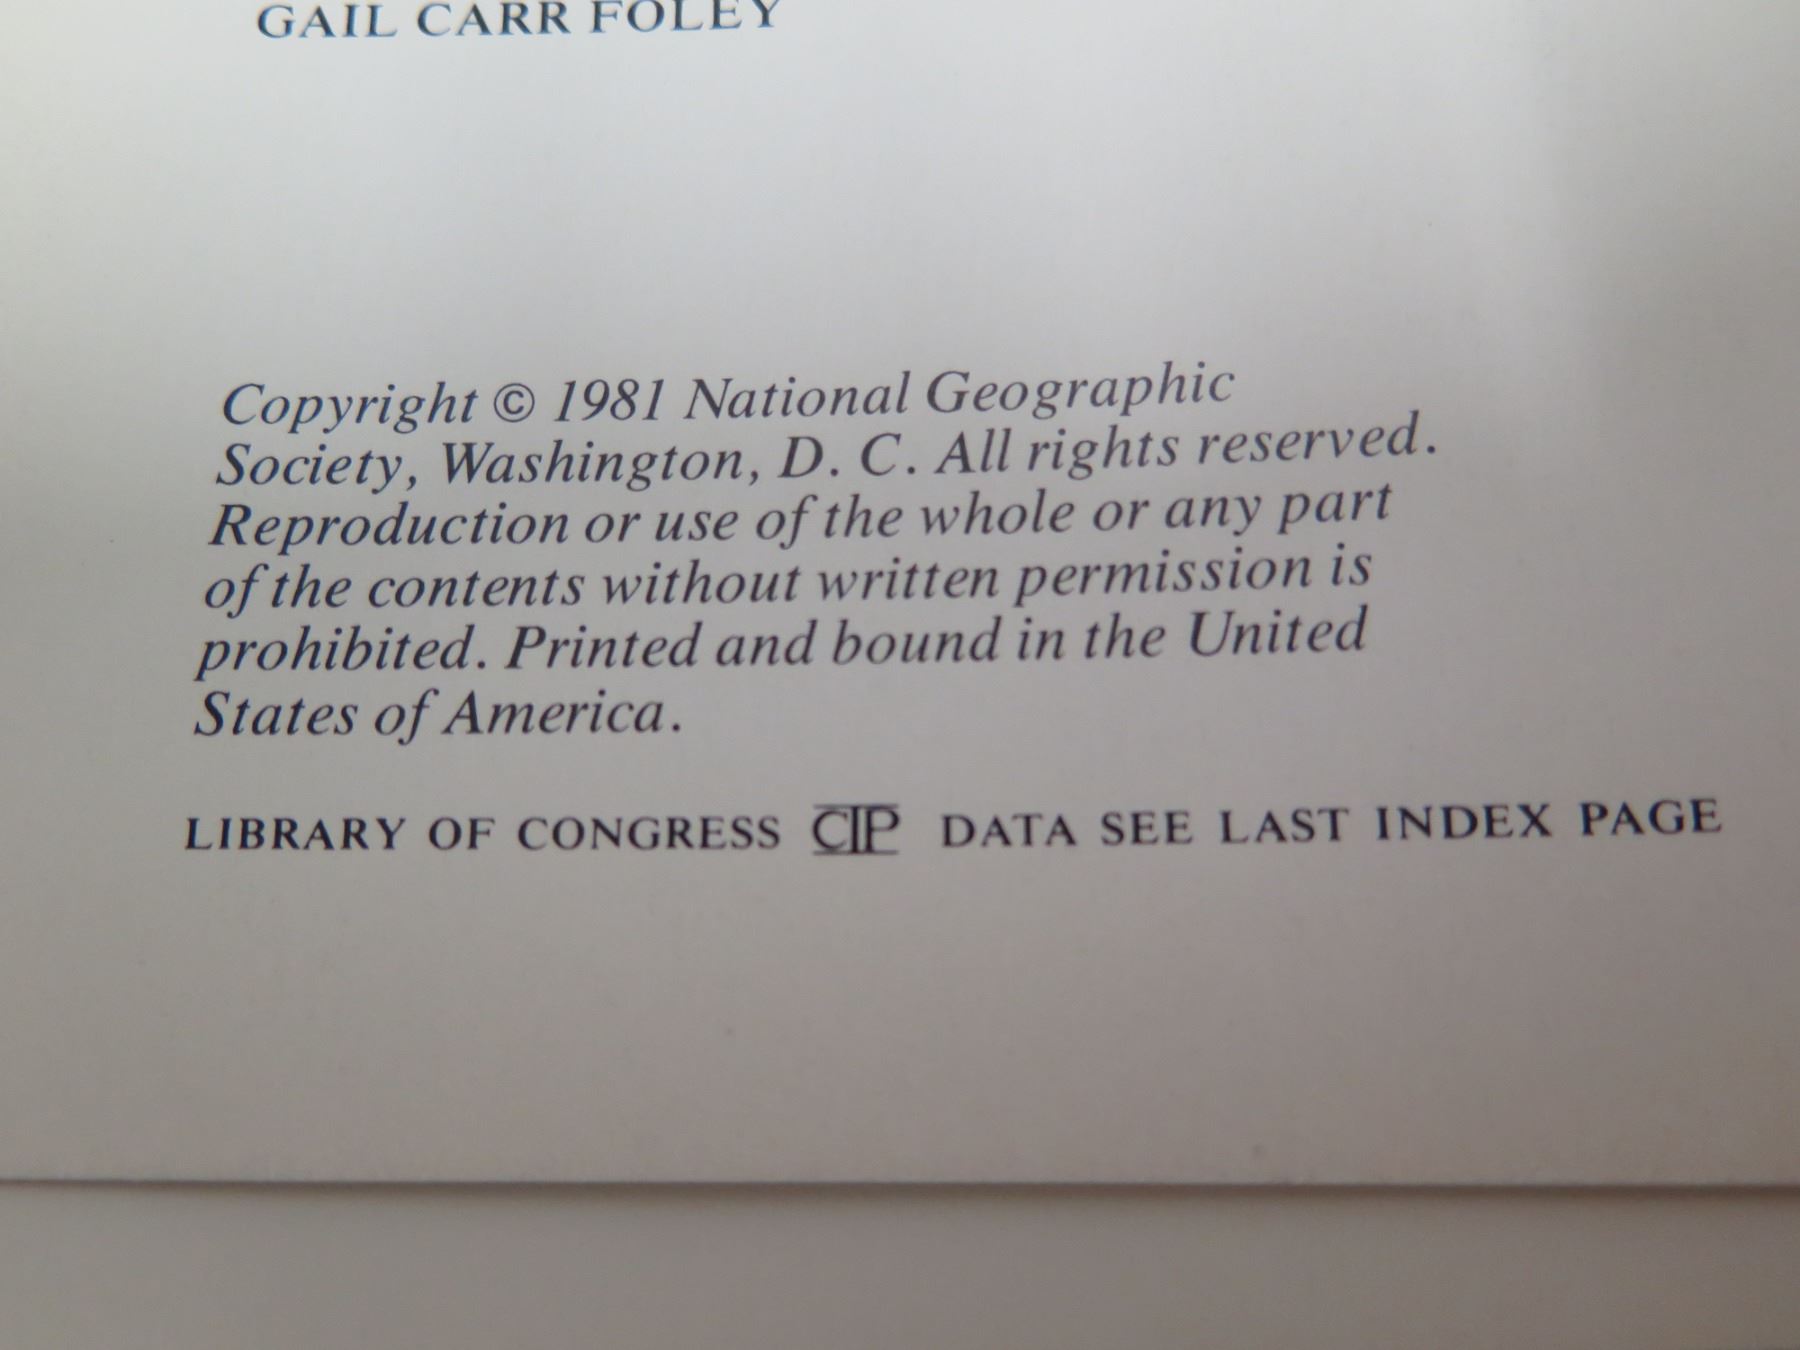 GAIL CARR FOLEY
Copyright © 1981 National Geographic
Society, Washington, D. C. All rights reserved.
Reproduction or use of the whole or any part
of the contents without written permission is
prohibited. Printed and bound in the United
States of America.
LIBRARY OF CONGRESS CIP DATA SEE LAST INDEX PAGE